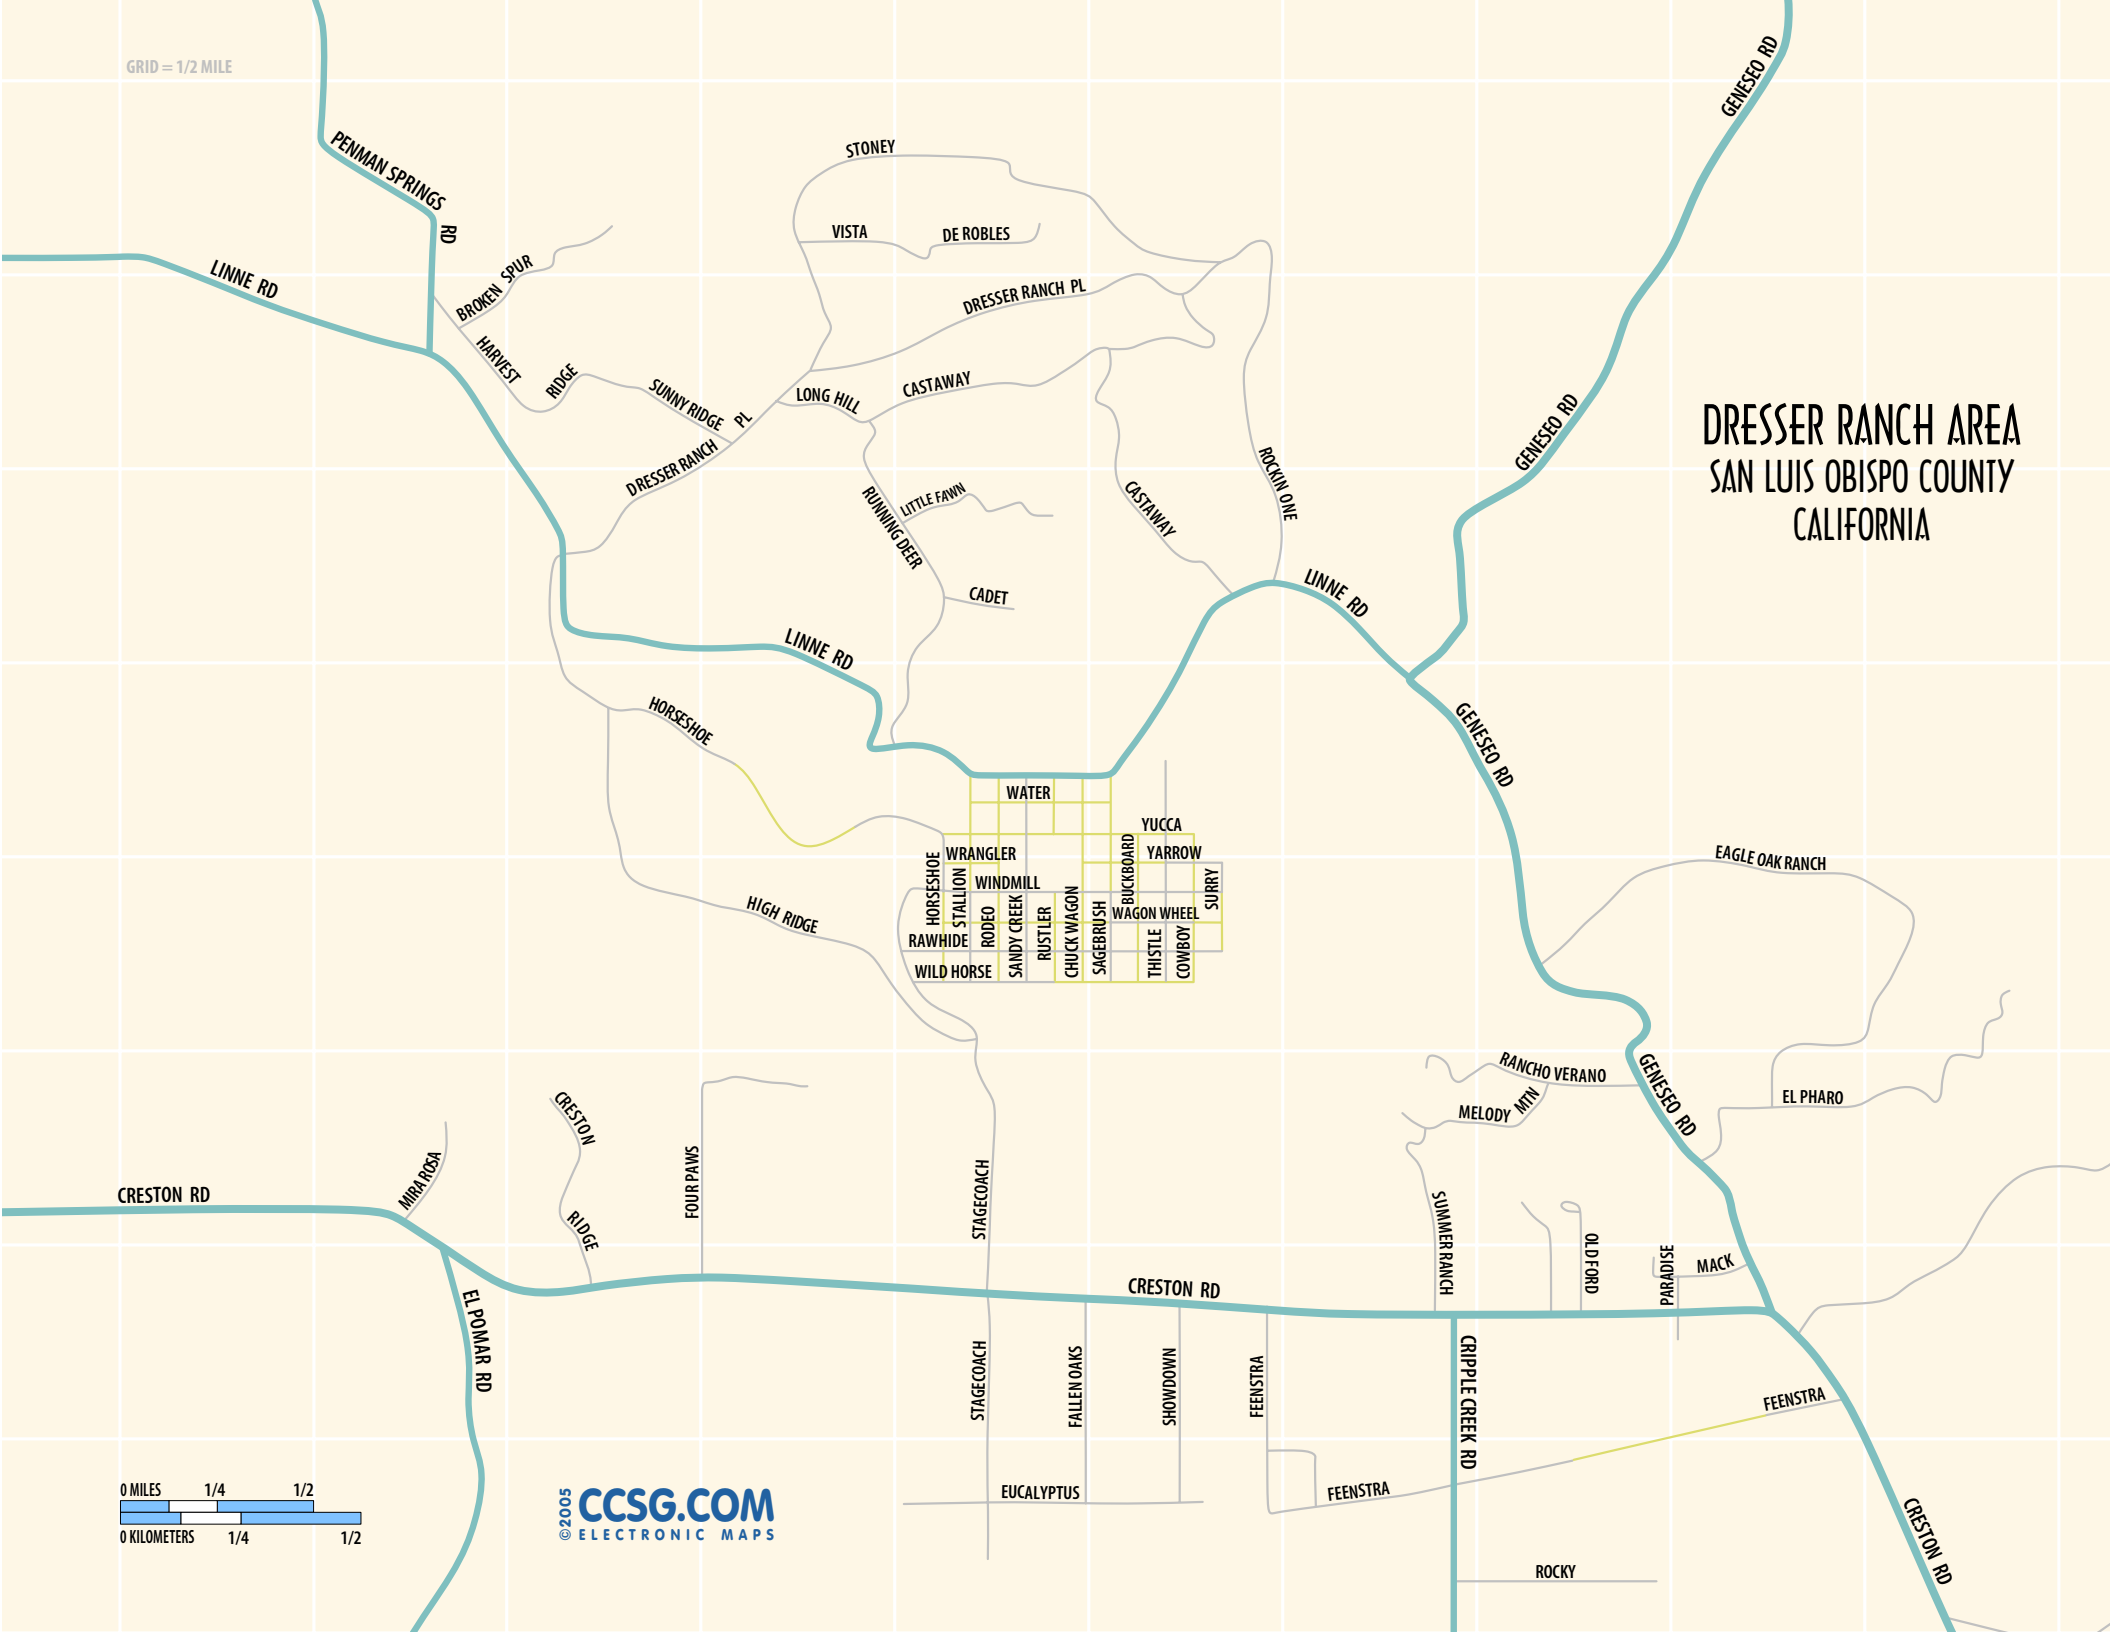 GRID = 1/2 MILE
GENESEO RD
PENMAN SPRINGS RD
STONEY
VISTA
DE ROBLES
BROKEN SPUR
LINNE RD
DRESSER RANCH PL
HARVEST RIDGE
SUNNY RIDGE
LONG HILL
CASTAWAY
GENESEO RD
DRESSER RANCH AREA
SAN LUIS OBISPO COUNTY
CALIFORNIA
DRESSER RANCH PL
RUNNING DEER
LITTLE FAWN
CASTAWAY
ROCKIN ONE
CADET
LINNE RD
LINNE RD
HORSESHOE
GENESEO RD
WATER
YUCCA
WRANGLER
YARROW
WINDMILL
WAGON WHEEL
RAWHIDE
WILD HORSE
HORSESHOE
STALLION
RODEO
SANDY CREEK
RUSTLER
CHUCK WAGON
SAGEBRUSH
BUCKBOARD
THISTLE
COWBOY
SURRY
EAGLE OAK RANCH
HIGH RIDGE
RANCHO VERANO
MELODY MTN
GENESEO RD
EL PHARO
CRESTON RIDGE
MIRA ROSA
FOUR PAWS
STAGECOACH
CRESTON RD
SUMMER RANCH
OLD FORD
PARADISE
MACK
CRESTON RD
EL POMAR RD
STAGECOACH
FALLEN OAKS
SHOWDOWN
FEENSTRA
CRIPPLE CREEK RD
FEENSTRA
FEENSTRA
EUCALYPTUS
CRESTON RD
ROCKY
0 MILES 1/4 1/2
0 KILOMETERS 1/4 1/2
©2005
CCSG.COM
ELECTRONIC MAPS